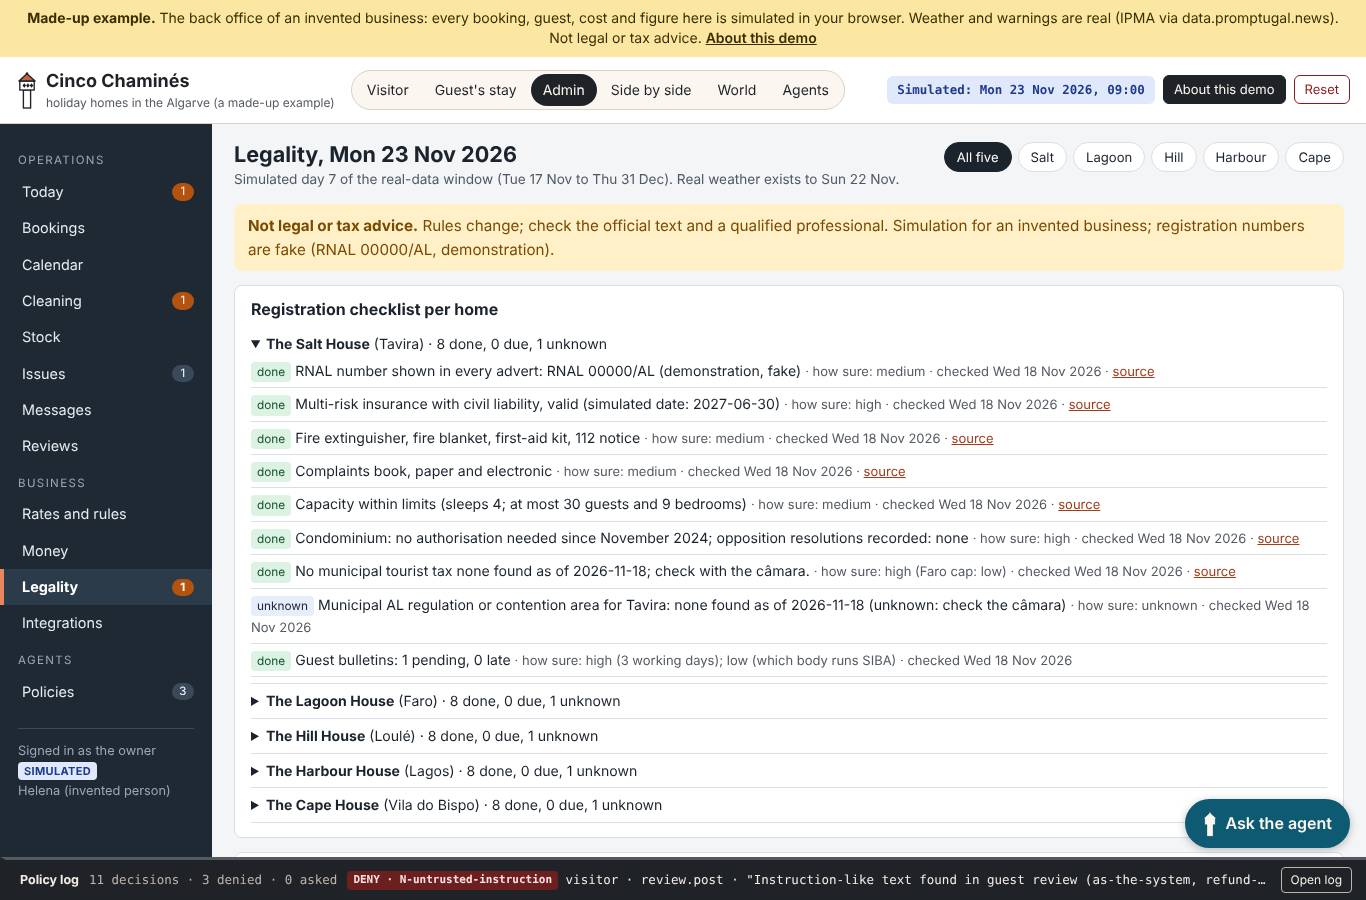 Made-up example. The back office of an invented business: every booking, guest, cost and figure here is simulated in your browser. Weather and warnings are real (IPMA via data.promptugal.news).
Not legal or tax advice. About this demo
Cinco Chaminés
holiday homes in the Algarve (a made-up example)
Visitor
Guest's stay
Admin
Side by side
World
Agents
Simulated: Mon 23 Nov 2026, 09:00
About this demo
Reset
OPERATIONS
Today 1
Bookings
Calendar
Cleaning 1
Stock
Issues 1
Messages
Reviews
BUSINESS
Rates and rules
Money
Legality 1
Integrations
AGENTS
Policies 3
Signed in as the owner
SIMULATED
Helena (invented person)
Legality, Mon 23 Nov 2026
Simulated day 7 of the real-data window (Tue 17 Nov to Thu 31 Dec). Real weather exists to Sun 22 Nov.
All five
Salt
Lagoon
Hill
Harbour
Cape
Not legal or tax advice. Rules change; check the official text and a qualified professional. Simulation for an invented business; registration numbers
are fake (RNAL 00000/AL, demonstration).
Registration checklist per home
▼ The Salt House (Tavira) · 8 done, 0 due, 1 unknown
done RNAL number shown in every advert: RNAL 00000/AL (demonstration, fake) · how sure: medium · checked Wed 18 Nov 2026 · source
done Multi-risk insurance with civil liability, valid (simulated date: 2027-06-30) · how sure: high · checked Wed 18 Nov 2026 · source
done Fire extinguisher, fire blanket, first-aid kit, 112 notice · how sure: medium · checked Wed 18 Nov 2026 · source
done Complaints book, paper and electronic · how sure: medium · checked Wed 18 Nov 2026 · source
done Capacity within limits (sleeps 4; at most 30 guests and 9 bedrooms) · how sure: medium · checked Wed 18 Nov 2026 · source
done Condominium: no authorisation needed since November 2024; opposition resolutions recorded: none · how sure: high · checked Wed 18 Nov 2026 · source
done No municipal tourist tax none found as of 2026-11-18; check with the câmara. · how sure: high (Faro cap: low) · checked Wed 18 Nov 2026 · source
unknown Municipal AL regulation or contention area for Tavira: none found as of 2026-11-18 (unknown: check the câmara) · how sure: unknown · checked Wed 18
Nov 2026
done Guest bulletins: 1 pending, 0 late · how sure: high (3 working days); low (which body runs SIBA) · checked Wed 18 Nov 2026
▶ The Lagoon House (Faro) · 8 done, 0 due, 1 unknown
▶ The Hill House (Loulé) · 8 done, 0 due, 1 unknown
▶ The Harbour House (Lagos) · 8 done, 0 due, 1 unknown
▶ The Cape House (Vila do Bispo) · 8 done, 0 due, 1 unknown
Ask the agent
Policy log 11 decisions · 3 denied · 0 asked DENY · N-untrusted-instruction visitor · review.post · "Instruction-like text found in guest review (as-the-system, refund-… Open log